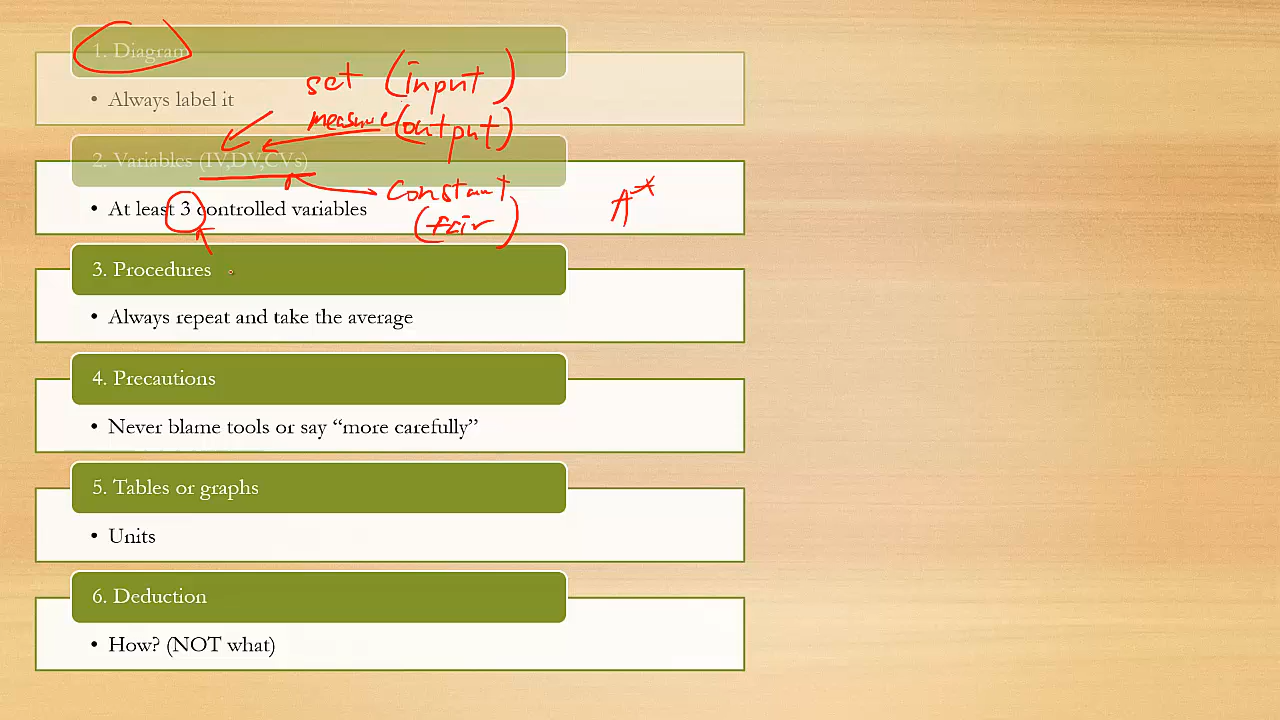 1. Diagram
set (input)
• Always label it
measure (output)
2. Variables (IV,DV,CVs)
constant
• At least 3 controlled variables
(fair)
A*
3. Procedures
• Always repeat and take the average
4. Precautions
• Never blame tools or say “more carefully”
5. Tables or graphs
• Units
6. Deduction
• How? (NOT what)